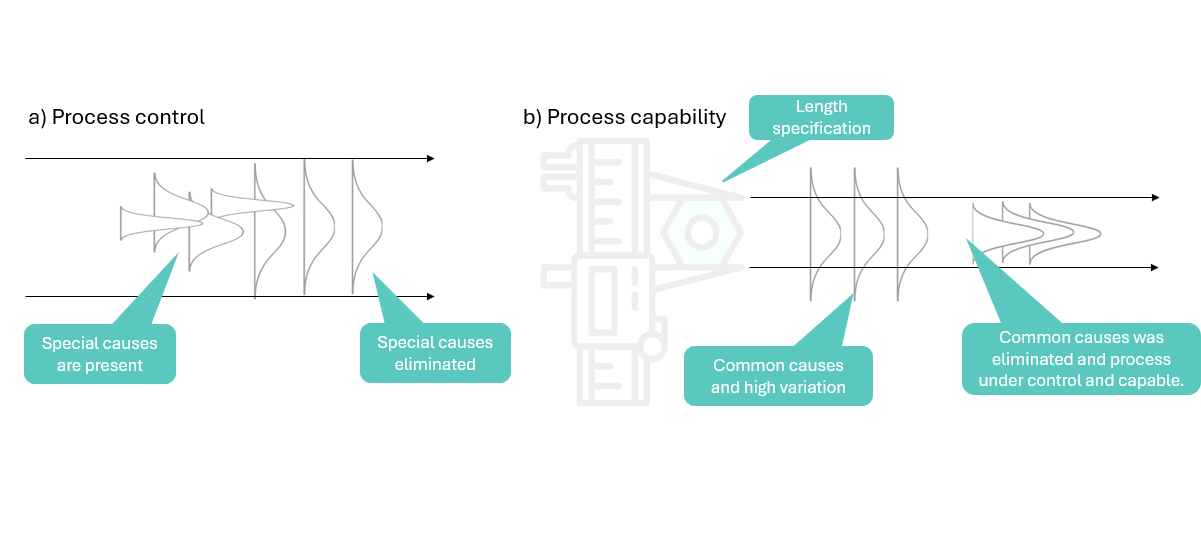 a) Process control
Special causes
are present
Special causes
eliminated
b) Process capability
Length
specification
Common causes
and high variation
Common causes was
eliminated and process
under control and capable.